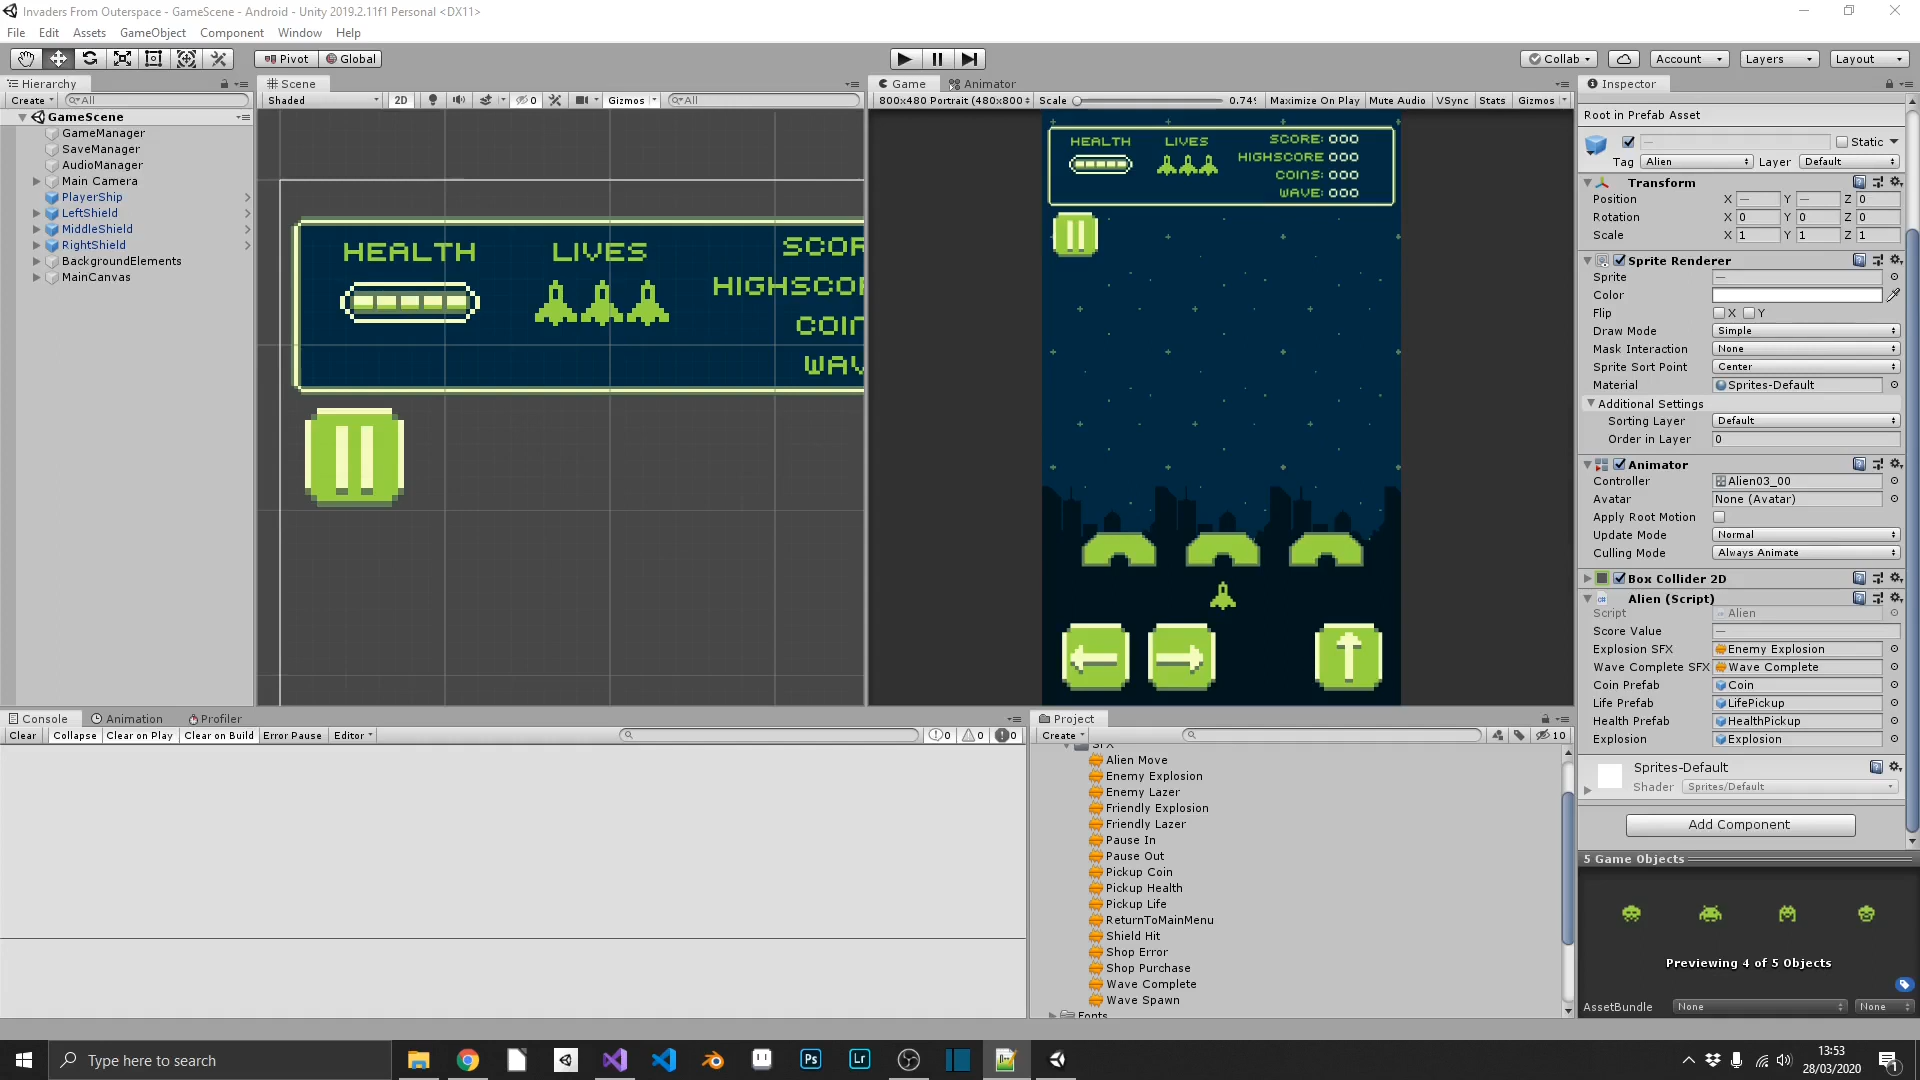 Invaders From Outerspace - GameScene - Android - Unity 2019.2.11f1 Personal <DX11>
File Edit Assets GameObject Component Window Help
Pivot Global Collab Account Layers Layout
Hierarchy
Create All
GameScene
GameManager
SaveManager
AudioManager
Main Camera
PlayerShip
LeftShield
MiddleShield
RightShield
BackgroundElements
MainCanvas
Scene
Shaded 2D 0 Gizmos All
HEALTH LIVES SCOR
HIGHSCOR
COIN
WAV
Game Animator
800x480 Portrait (480x800 Scale 0.74 Maximize On Play Mute Audio VSync Stats Gizmos
HEALTH LIVES SCORE: 000
HIGHSCORE 000
COINS: 000
WAVE: 000
Inspector
Root in Prefab Asset
— Static
Tag Alien Layer Default
Transform
Position X — Y — Z 0
Rotation X 0 Y 0 Z 0
Scale X 1 Y 1 Z 1
Sprite Renderer
Sprite —
Color
Flip X Y
Draw Mode Simple
Mask Interaction None
Sprite Sort Point Center
Material Sprites-Default
Additional Settings
Sorting Layer Default
Order in Layer 0
Animator
Controller Alien03_00
Avatar None (Avatar)
Apply Root Motion
Update Mode Normal
Culling Mode Always Animate
Box Collider 2D
Alien (Script)
Script Alien
Score Value —
Explosion SFX Enemy Explosion
Wave Complete SFX Wave Complete
Coin Prefab Coin
Life Prefab LifePickup
Health Prefab HealthPickup
Explosion Explosion
Sprites-Default
Shader Sprites/Default
Add Component
5 Game Objects
Previewing 4 of 5 Objects
AssetBundle None None
Console Animation Profiler
Clear Collapse Clear on Play Clear on Build Error Pause Editor 0 0 0
Project
Create 10
SFX
Alien Move
Enemy Explosion
Enemy Lazer
Friendly Explosion
Friendly Lazer
Pause In
Pause Out
Pickup Coin
Pickup Health
Pickup Life
ReturnToMainMenu
Shield Hit
Shop Error
Shop Purchase
Wave Complete
Wave Spawn
Fonts
Type here to search
Ps Lr
13:53
28/03/2020
1